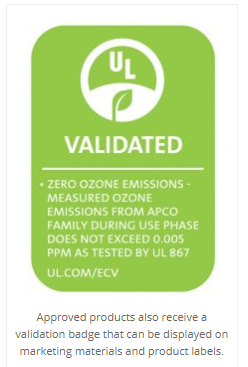 UL
VALIDATED
• ZERO OZONE EMISSIONS -
MEASURED OZONE
EMISSIONS FROM APCO
FAMILY DURING USE PHASE
DOES NOT EXCEED 0.005
PPM AS TESTED BY UL 867
UL.COM/ECV
Approved products also receive a
validation badge that can be displayed on
marketing materials and product labels.